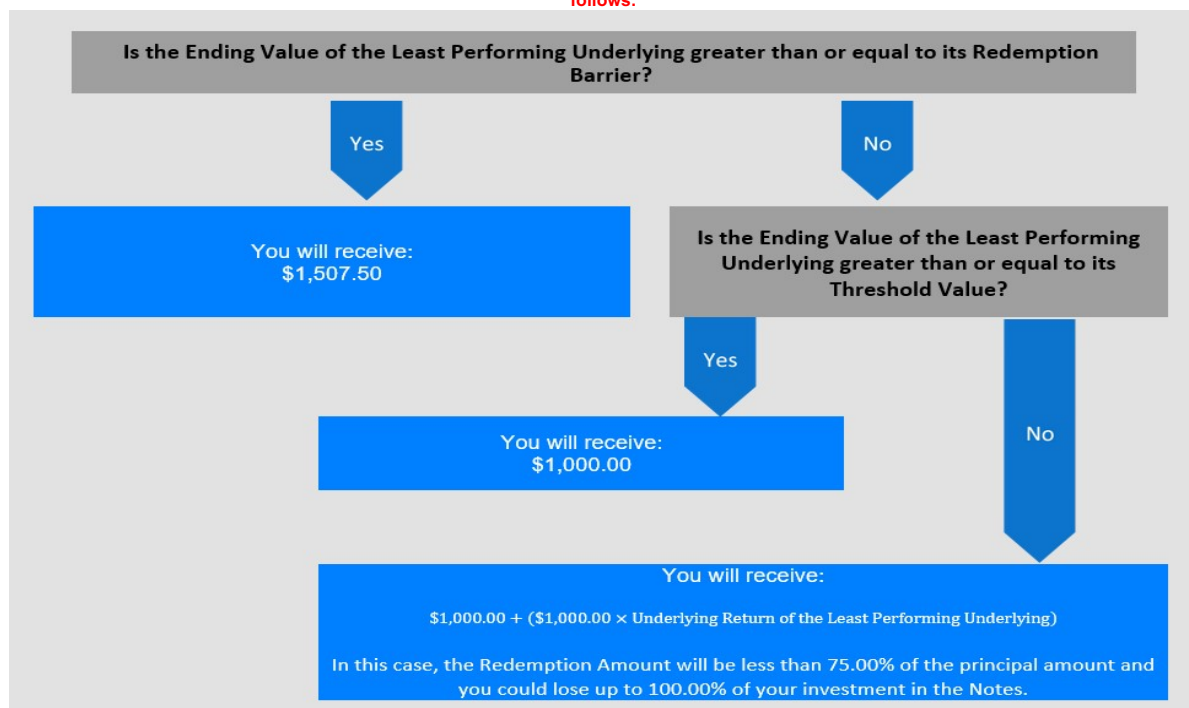 follows:
Is the Ending Value of the Least Performing Underlying greater than or equal to its Redemption
Barrier?
Yes
No
You will receive:
$1,507.50
Is the Ending Value of the Least Performing
Underlying greater than or equal to its
Threshold Value?
Yes
No
You will receive:
$1,000.00
You will receive:
$1,000.00 + ($1,000.00 × Underlying Return of the Least Performing Underlying)
In this case, the Redemption Amount will be less than 75.00% of the principal amount and
you could lose up to 100.00% of your investment in the Notes.